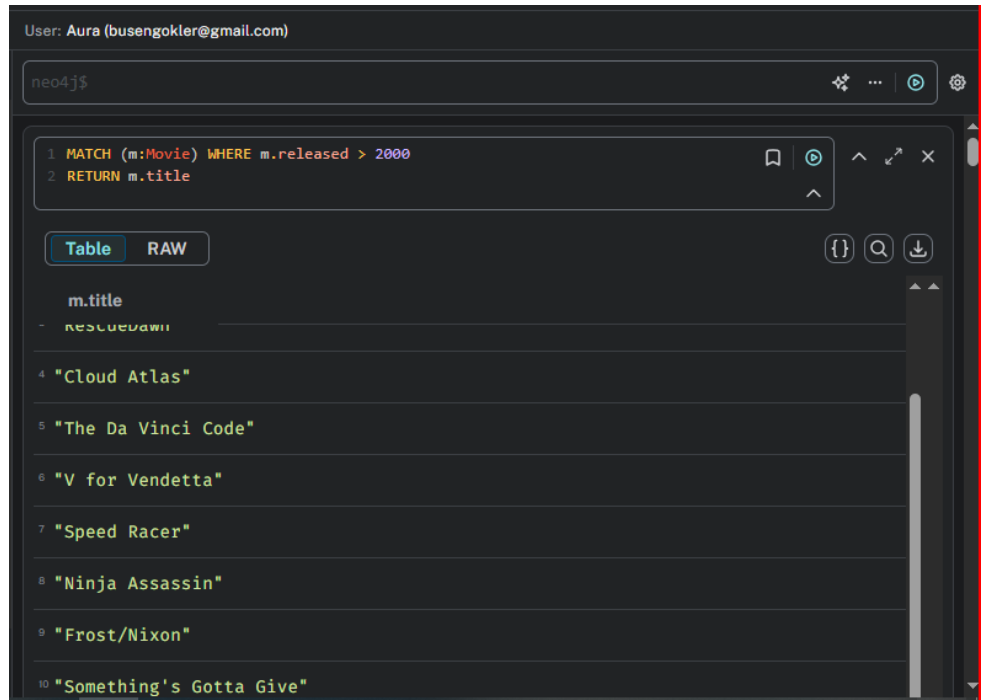 User: Aura (busengokler@gmail.com)
neo4j$
1 MATCH (m:Movie) WHERE m.released > 2000
2 RETURN m.title
Table RAW
m.title
RescueDawn
4 "Cloud Atlas"
5 "The Da Vinci Code"
6 "V for Vendetta"
7 "Speed Racer"
8 "Ninja Assassin"
9 "Frost/Nixon"
10 "Something's Gotta Give"